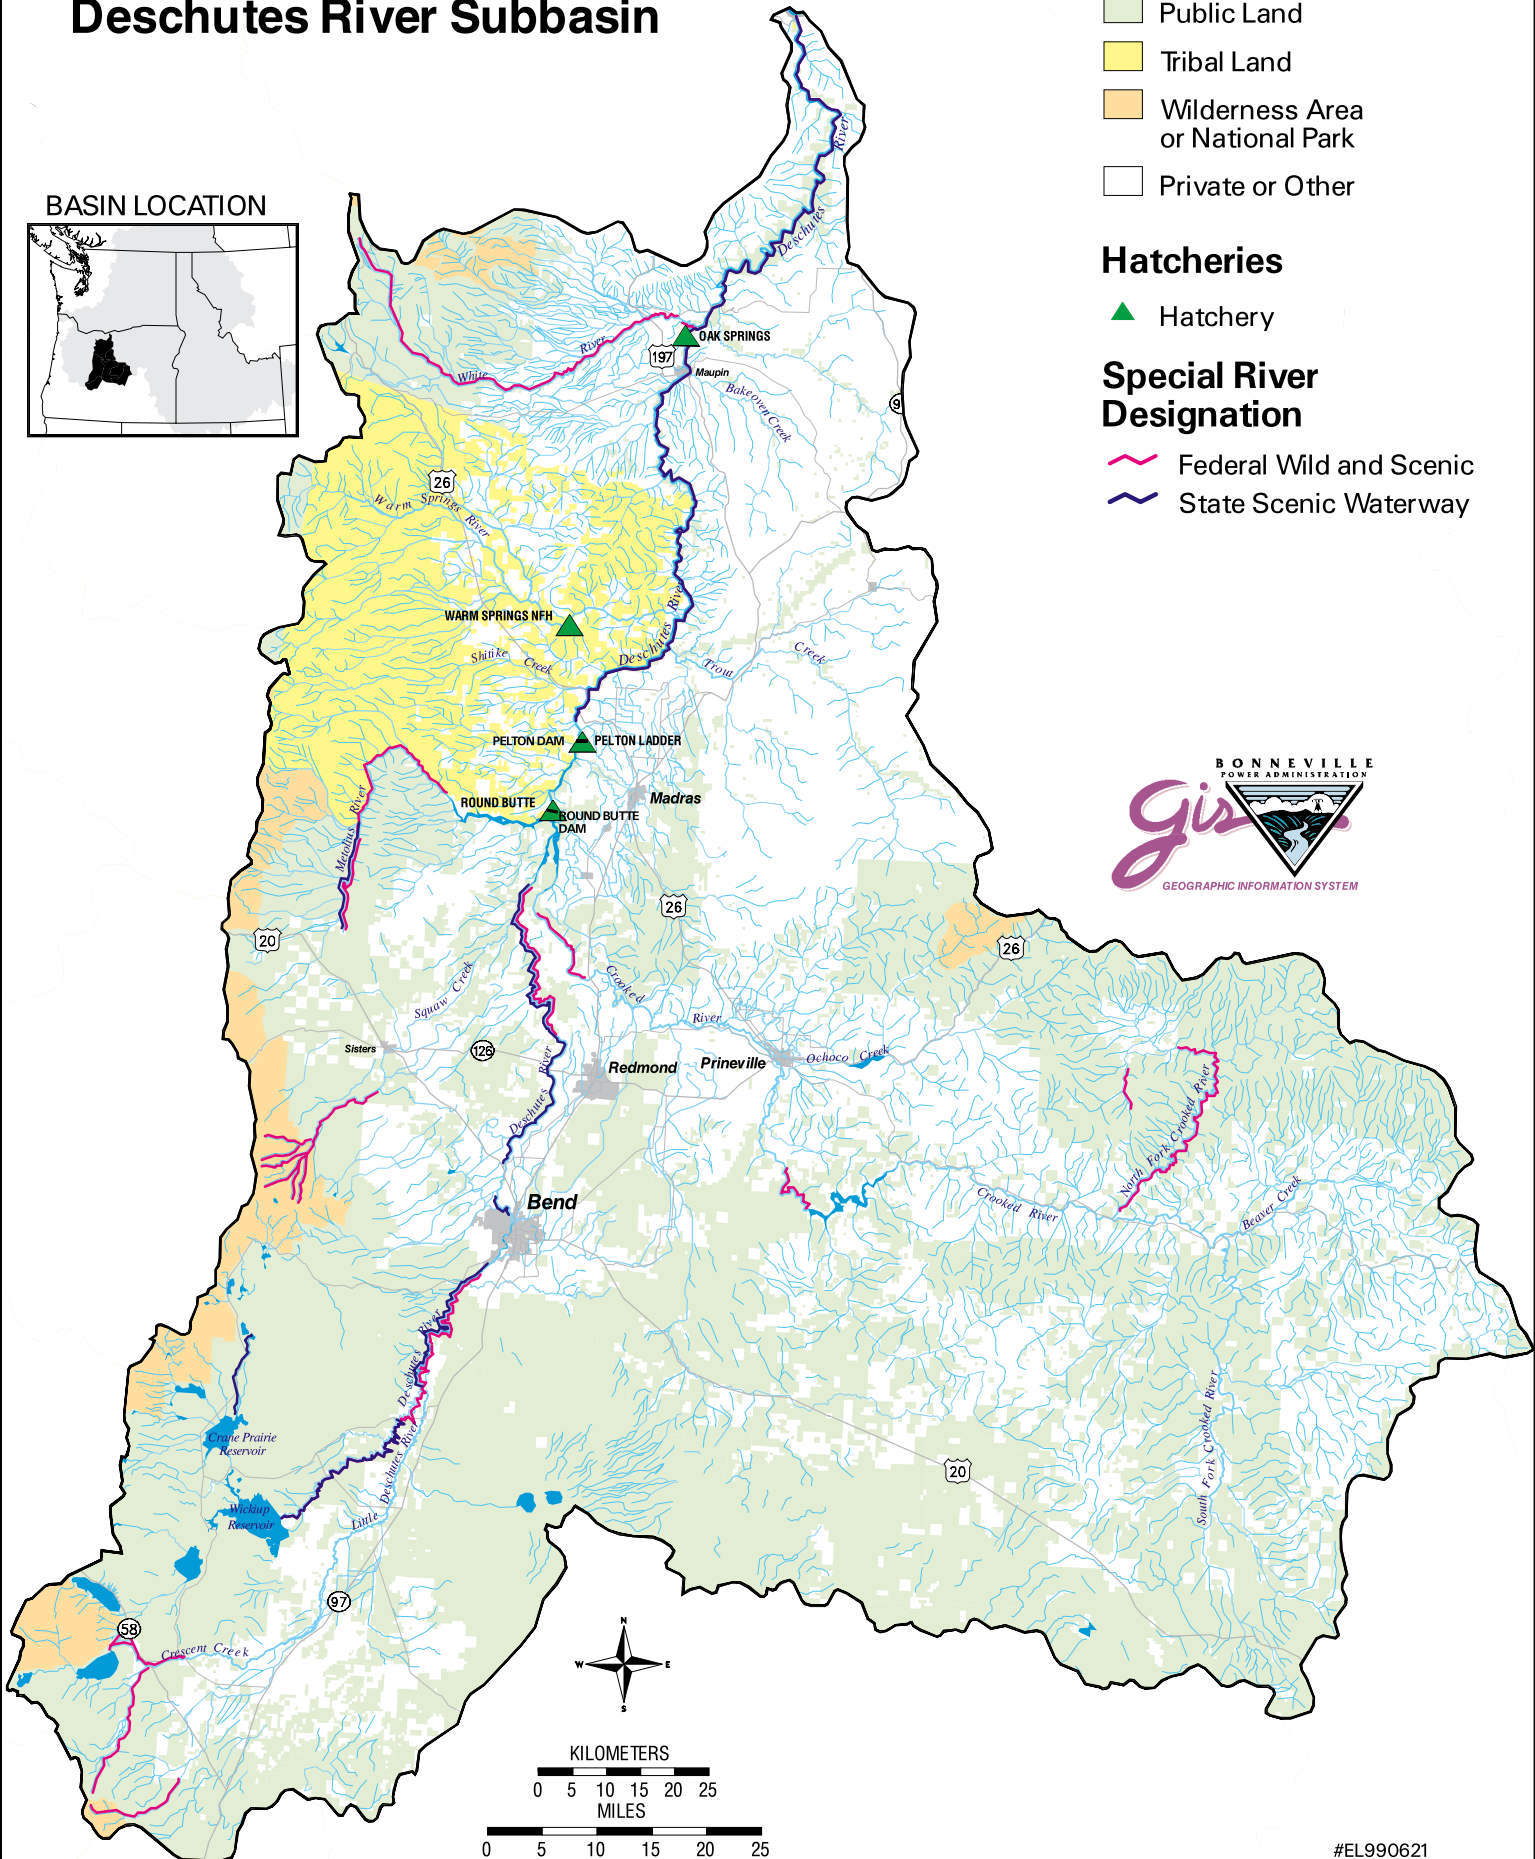 Deschutes River Subbasin
Public Land
Tribal Land
Wilderness Area
or National Park
Private or Other
BASIN LOCATION
Hatcheries
Hatchery
Special River
Designation
Federal Wild and Scenic
State Scenic Waterway
River
Deschutes
OAK SPRINGS
197
Maupin
River
White
Bakeoven Creek
9
26
Warm Springs River
WARM SPRINGS NFH
Shitike Creek
Deschutes River
Trout Creek
PELTON DAM
PELTON LADDER
ROUND BUTTE
ROUND BUTTE
DAM
Madras
Metolius River
BONNEVILLE
POWER ADMINISTRATION
gis
GEOGRAPHIC INFORMATION SYSTEM
26
20
26
Squaw Creek
Crooked River
Sisters
126
Redmond
Prineville
Ochoco Creek
Deschutes River
North Fork Crooked River
Bend
Crooked River
Beaver Creek
Deschutes River
Crane Prairie
Reservoir
Wickiup
Reservoir
Little Deschutes River
20
South Fork Crooked River
97
58
Crescent Creek
N
W
E
S
KILOMETERS
0 5 10 15 20 25
MILES
0 5 10 15 20 25
#EL990621